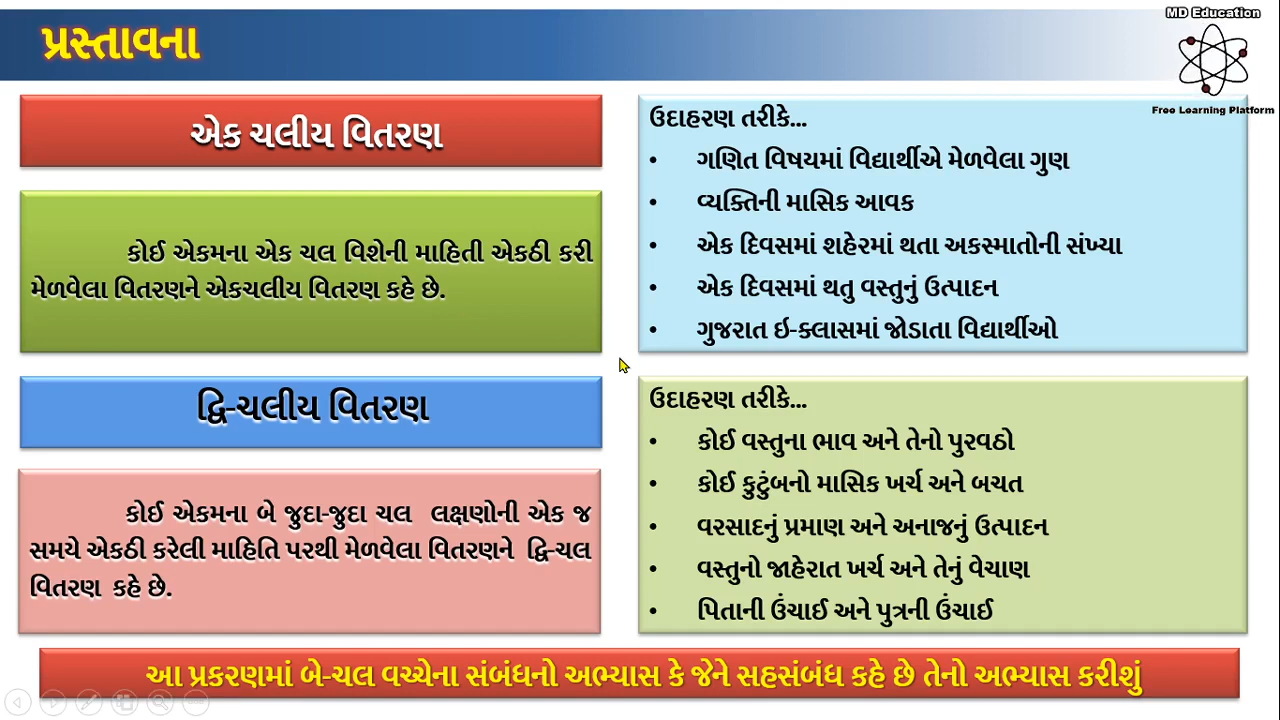 પ્રસ્તાવના
MD Education
Free Learning Platform
એક ચલીય વિતરણ
કોઈ એકમના એક ચલ વિશેની માહિતી એકઠી કરી
મેળવેલા વિતરણને એકચલીય વિતરણ કહે છે.
ઉદાહરણ તરીકે...
• ગણિત વિષયમાં વિદ્યાર્થીએ મેળવેલા ગુણ
• વ્યક્તિની માસિક આવક
• એક દિવસમાં શહેરમાં થતા અકસ્માતોની સંખ્યા
• એક દિવસમાં થતુ વસ્તુનું ઉત્પાદન
• ગુજરાત ઇ-ક્લાસમાં જોડાતા વિદ્યાર્થીઓ
દ્વિ-ચલીય વિતરણ
કોઈ એકમના બે જુદા-જુદા ચલ લક્ષણોની એક જ
સમયે એકઠી કરેલી માહિતિ પરથી મેળવેલા વિતરણને દ્વિ-ચલ
વિતરણ કહે છે.
ઉદાહરણ તરીકે...
• કોઈ વસ્તુના ભાવ અને તેનો પુરવઠો
• કોઈ કુટુંબનો માસિક ખર્ચ અને બચત
• વરસાદનું પ્રમાણ અને અનાજનું ઉત્પાદન
• વસ્તુનો જાહેરાત ખર્ચ અને તેનું વેચાણ
• પિતાની ઉંચાઈ અને પુત્રની ઉંચાઈ
આ પ્રકરણમાં બે-ચલ વચ્ચેના સંબંધનો અભ્યાસ કે જેને સહસંબંધ કહે છે તેનો અભ્યાસ કરીશું